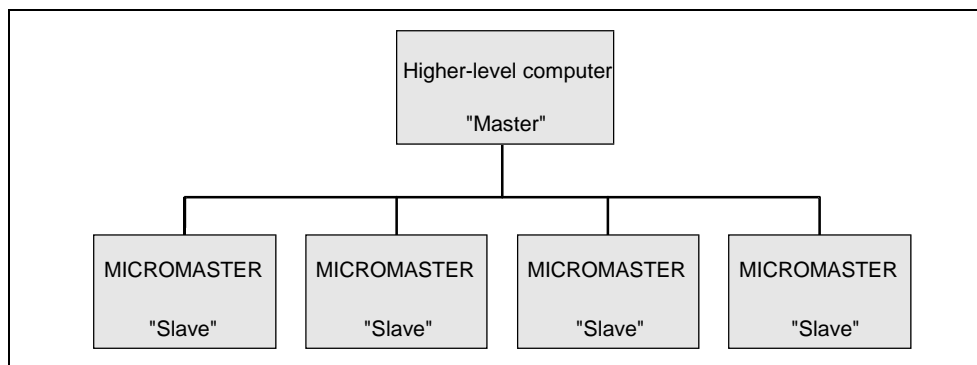 Higher-level computer
"Master"
MICROMASTER MICROMASTER MICROMASTER MICROMASTER
"Slave" "Slave" "Slave" "Slave"